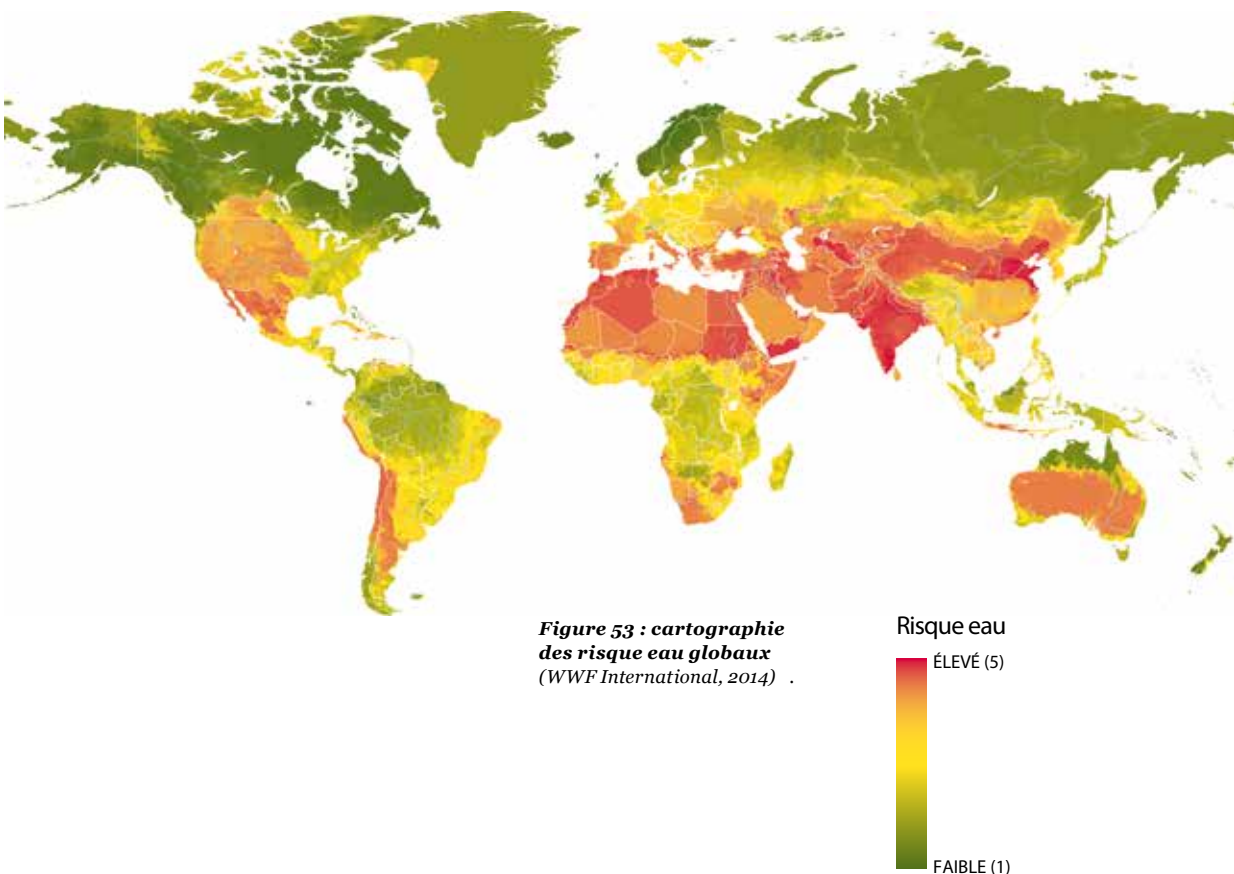 Figure 53 : cartographie
des risque eau globaux
(WWF International, 2014) .
Risque eau
ÉLEVÉ (5)
FAIBLE (1)